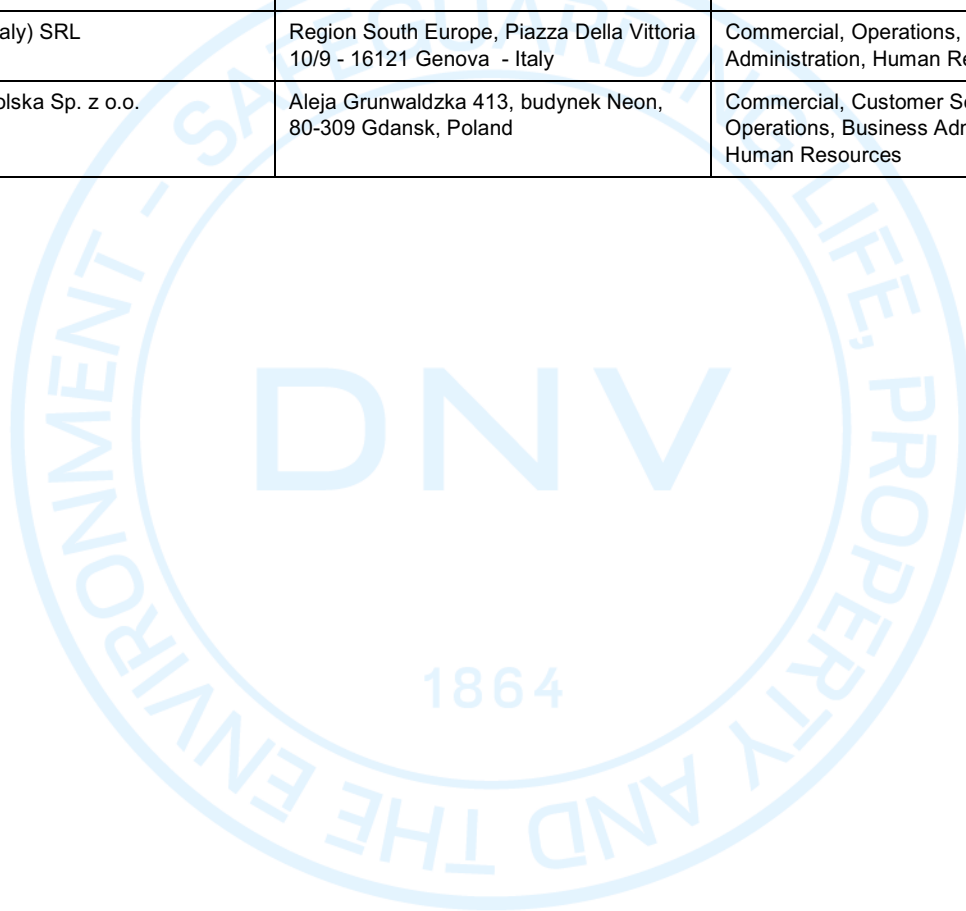 aly) SRL
Region South Europe, Piazza Della Vittoria
10/9 - 16121 Genova - Italy
Commercial, Operations,
Administration, Human Re
olska Sp. z o.o.
Aleja Grunwaldzka 413, budynek Neon,
80-309 Gdansk, Poland
Commercial, Customer Se
Operations, Business Adm
Human Resources
SAFEGUARDING LIFE, PROPERTY AND THE ENVIRONMENT -
DNV
1864